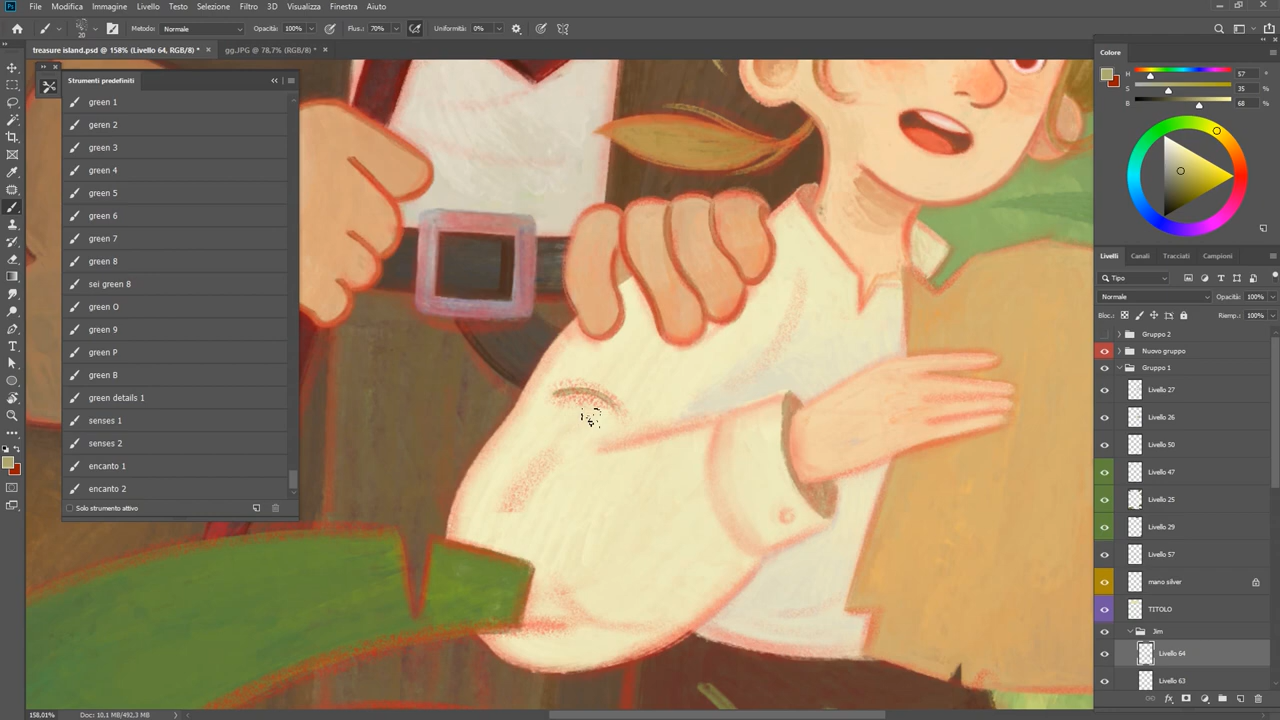 File Modifica Immagine Livello Testo Selezione Filtro 3D Visualizza Finestra Aiuto
20 Metodo: Normale Opacità: 100% Flus.: 70% Uniformità: 0%
treasure island.psd @ 158% (Livello 64, RGB/8) * × gg.JPG @ 78,7% (RGB/8) * ×
Strumenti predefiniti
green 1
geren 2
green 3
green 4
green 5
green 6
green 7
green 8
sei green 8
green O
green 9
green P
green B
green details 1
senses 1
senses 2
encanto 1
encanto 2
Solo strumento attivo
Colore
H 57 °
S 35 %
B 68 %
Livelli Canali Tracciati Campioni
Tipo
Normale Opacità: 100%
Bloc.: Riemp.: 100%
Gruppo 2
Nuovo gruppo
Gruppo 1
Livello 27
Livello 26
Livello 50
Livello 47
Livello 25
Livello 29
Livello 57
mano silver
TITOLO
Jim
Livello 64
Livello 63
fx
158,01% Doc: 10,1 MB/492,3 MB